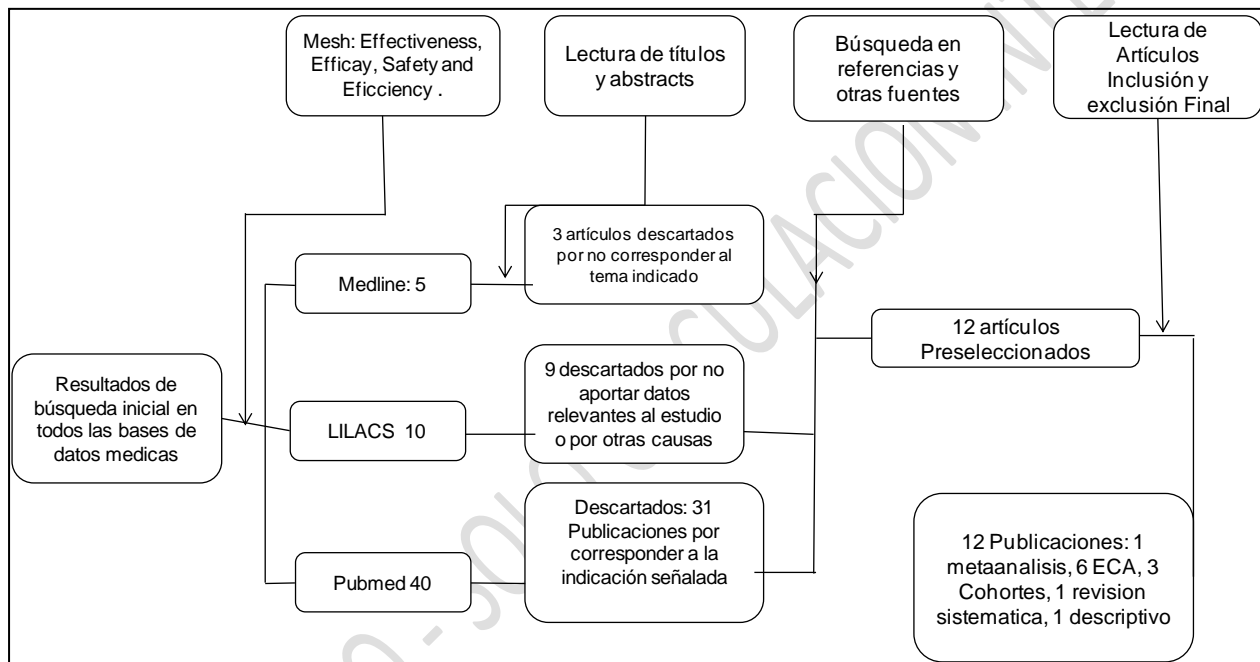 Mesh: Effectiveness,
Efficay, Safety and
Eficciency .
Lectura de títulos
y abstracts
Búsqueda en
referencias y
otras fuentes
Lectura de
Artículos
Inclusión y
exclusión Final
3 artículos descartados
por no corresponder al
tema indicado
Medline: 5
12 artículos
Preseleccionados
Resultados de
búsqueda inicial en
todos las bases de
datos medicas
LILACS 10
9 descartados por no
aportar datos
relevantes al estudio
o por otras causas
Pubmed 40
Descartados: 31
Publicaciones por
corresponder a la
indicación señalada
12 Publicaciones: 1
metaanalisis, 6 ECA, 3
Cohortes, 1 revision
sistematica, 1 descriptivo